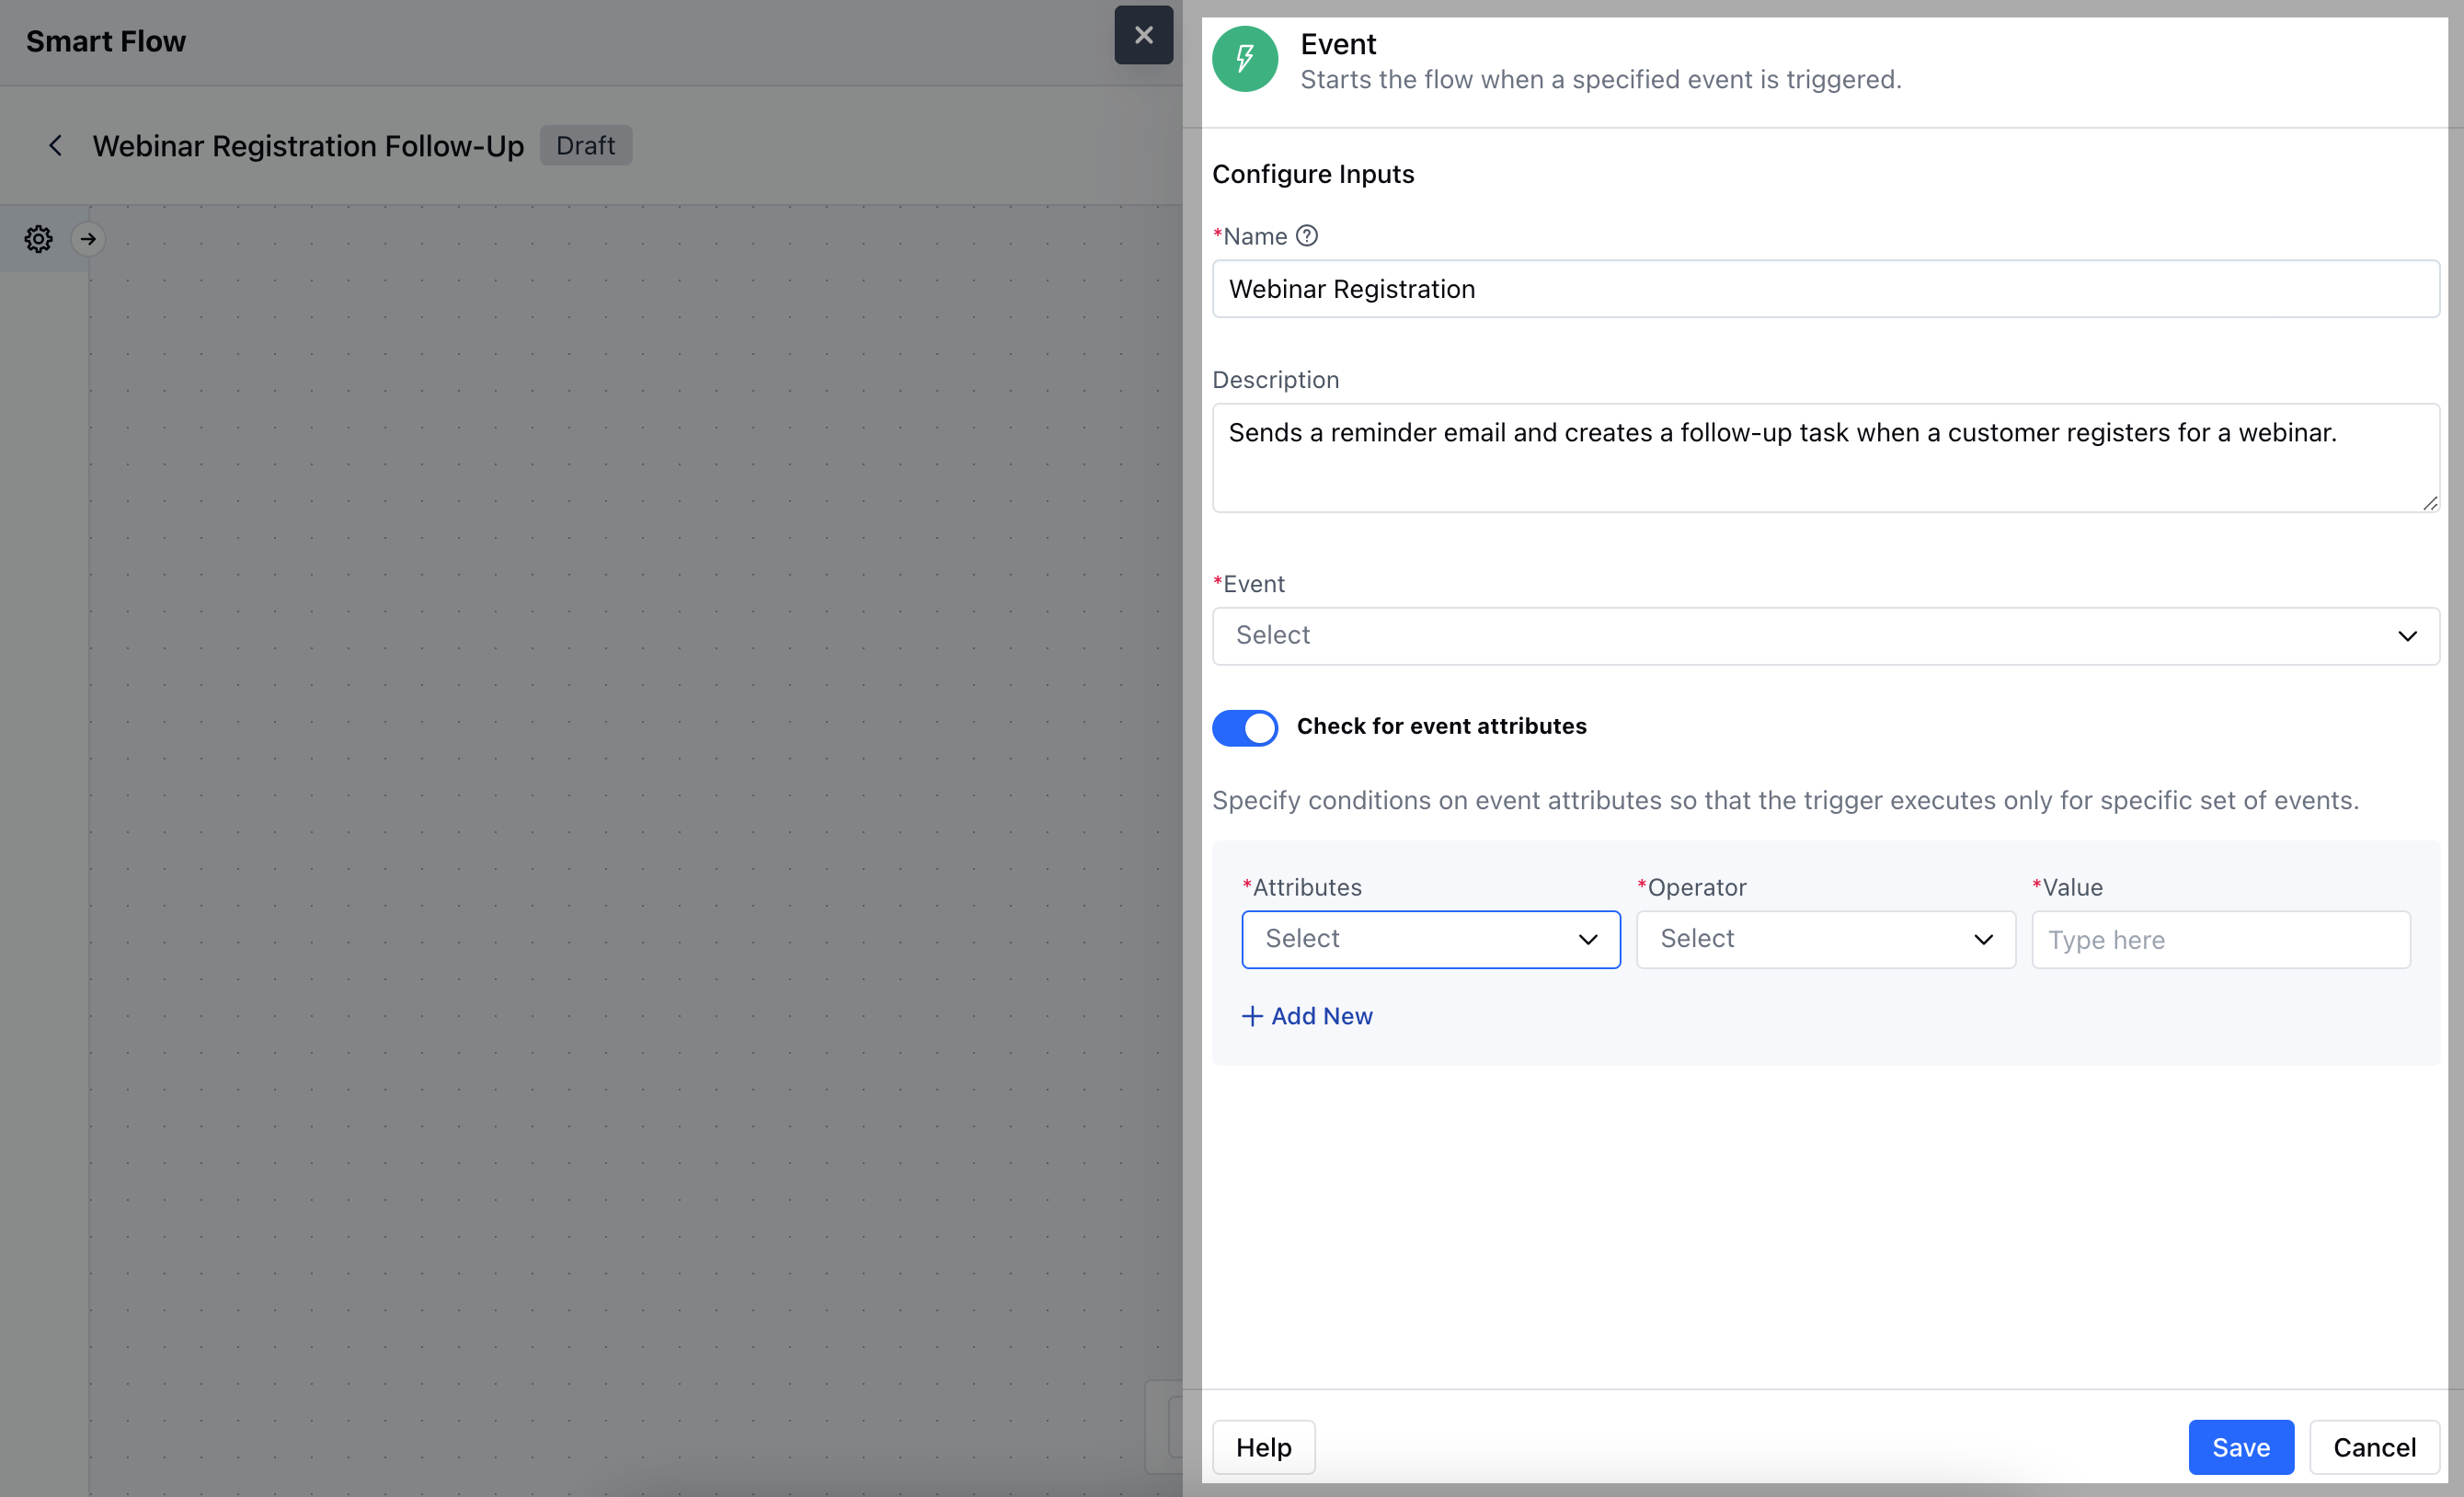 Smart Flow
Webinar Registration Follow-Up Draft
Event
Starts the flow when a specified event is triggered.
Configure Inputs
*Name
Webinar Registration
Description
Sends a reminder email and creates a follow-up task when a customer registers for a webinar.
*Event
Select
Check for event attributes
Specify conditions on event attributes so that the trigger executes only for specific set of events.
*Attributes *Operator *Value
Select Select Type here
+ Add New
Help Save Cancel